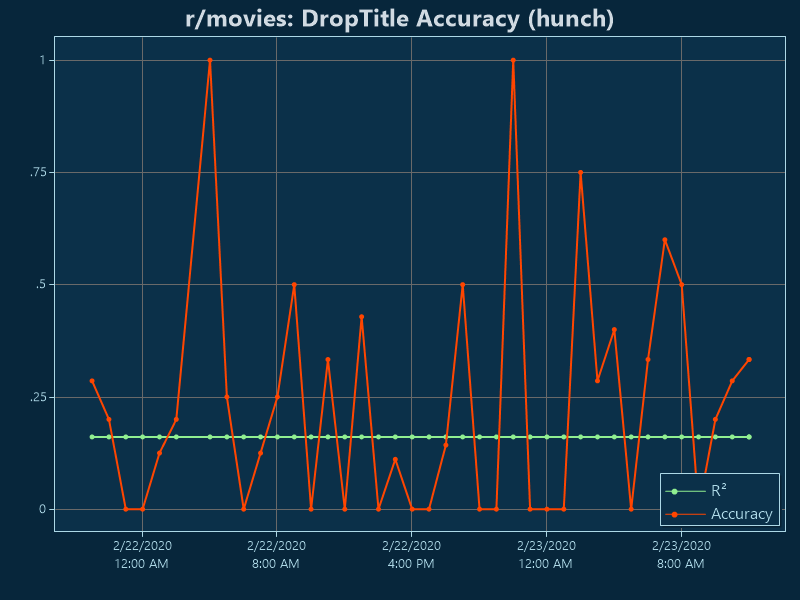 r/movies: DropTitle Accuracy (hunch)
1
.75
.5
.25
0
R²
Accuracy
2/22/2020 2/22/2020 2/22/2020 2/23/2020 2/23/2020
12:00 AM 8:00 AM 4:00 PM 12:00 AM 8:00 AM